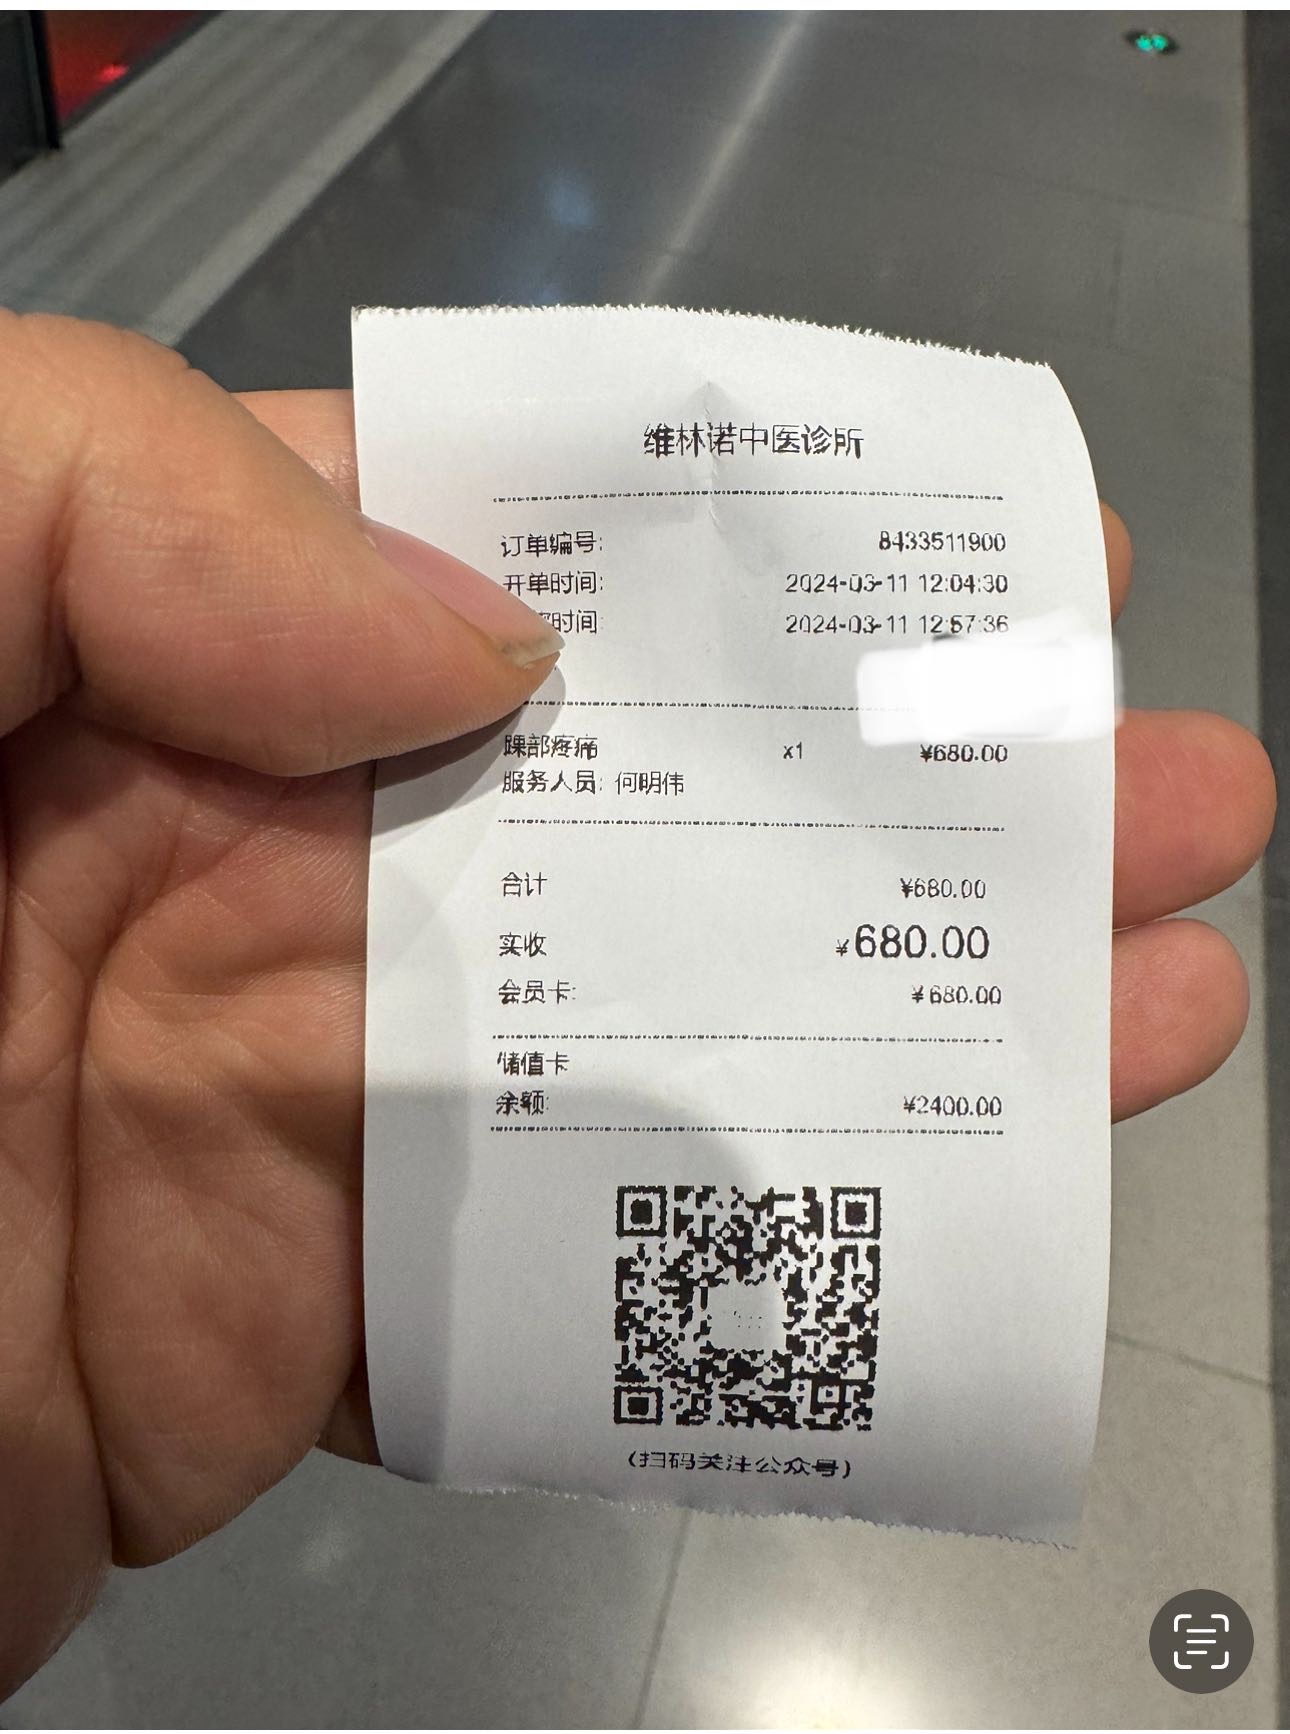 维林诺中医诊所
订单编号: 8433511900
开单时间: 2024-03-11 12:04:30
时间: 2024-03-11 12:57:36
踝部疼痛 x1 ¥680.00
服务人员: 何明伟
合计 ¥680.00
实收 ¥680.00
会员卡: ¥680.00
储值卡
余额: ¥2400.00
(扫码关注公众号)